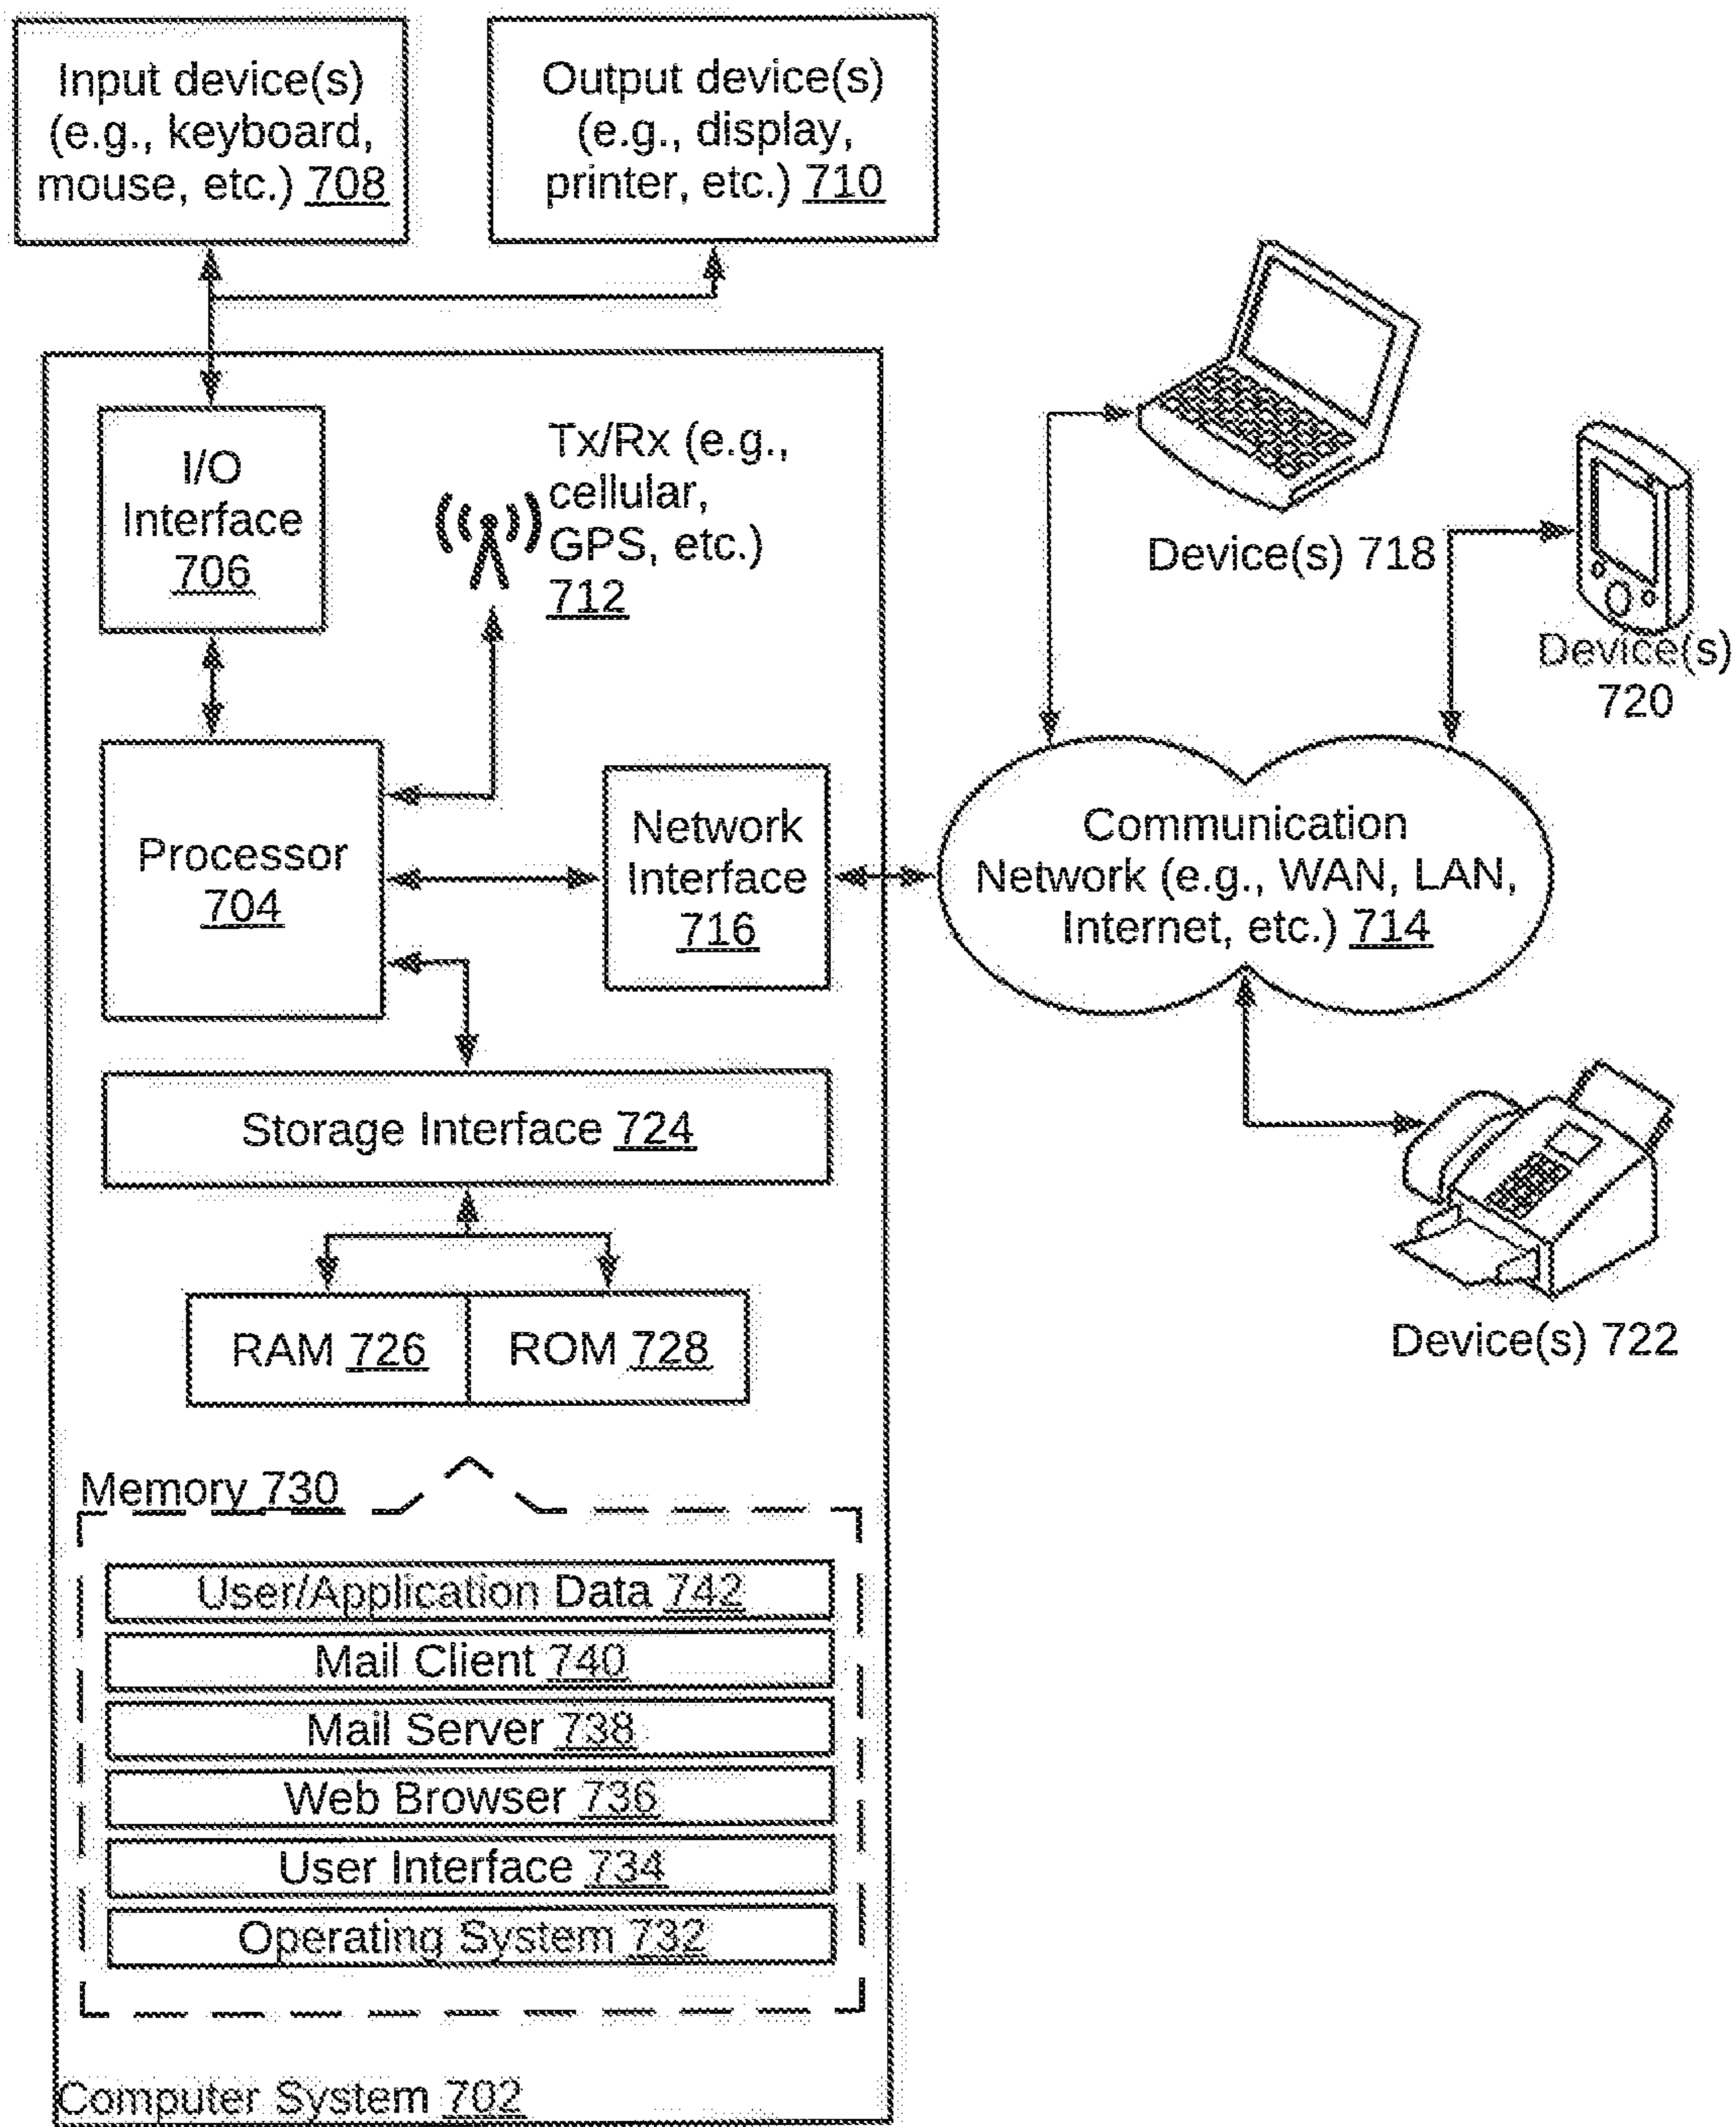 Input device(s)
(e.g., keyboard,
mouse, etc.) 708
Output device(s)
(e.g., display,
printer, etc.) 710
I/O
Interface
706
Tx/Rx (e.g.,
cellular,
GPS, etc.)
712
Device(s) 718
Device(s)
720
Processor
704
Network
Interface
716
Communication
Network (e.g., WAN, LAN,
Internet, etc.) 714
Storage Interface 724
RAM 726
ROM 728
Device(s) 722
Memory 730
User/Application Data 742
Mail Client 740
Mail Server 738
Web Browser 736
User Interface 734
Operating System 732
Computer System 702